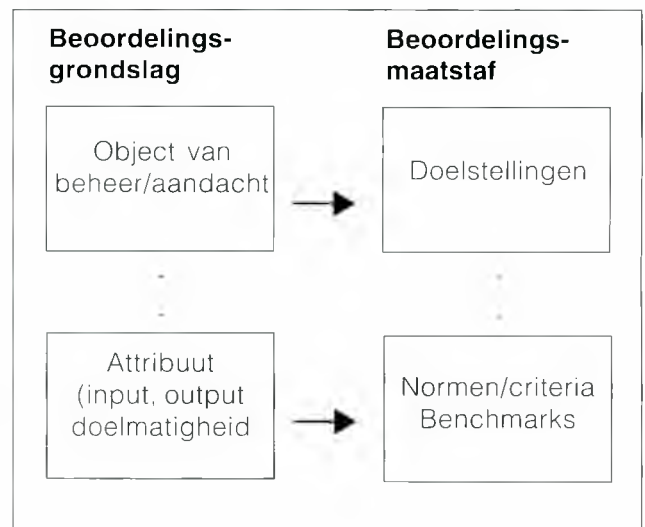 Beoordelings-
grondslag
Beoordelings-
maatstaf
Object van
beheer/aandacht
Doelstellingen
Attribuut
(input, output
doelmatigheid
Normen/criteria
Benchmarks